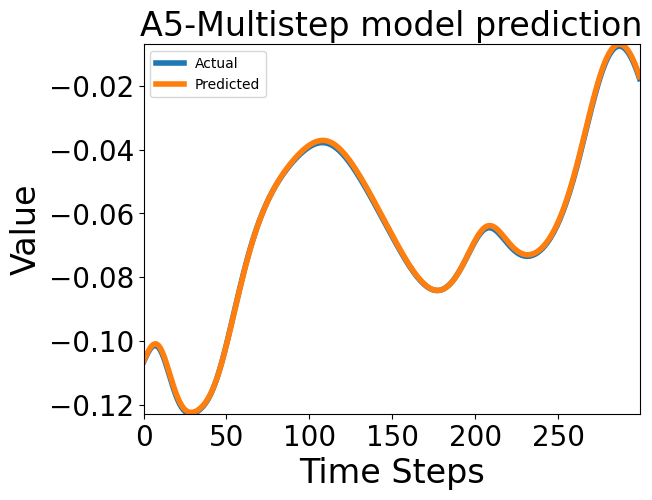 A5-Multistep model prediction
Actual
Predicted
Value
−0.02
−0.04
−0.06
−0.08
−0.10
−0.12
0 50 100 150 200 250
Time Steps